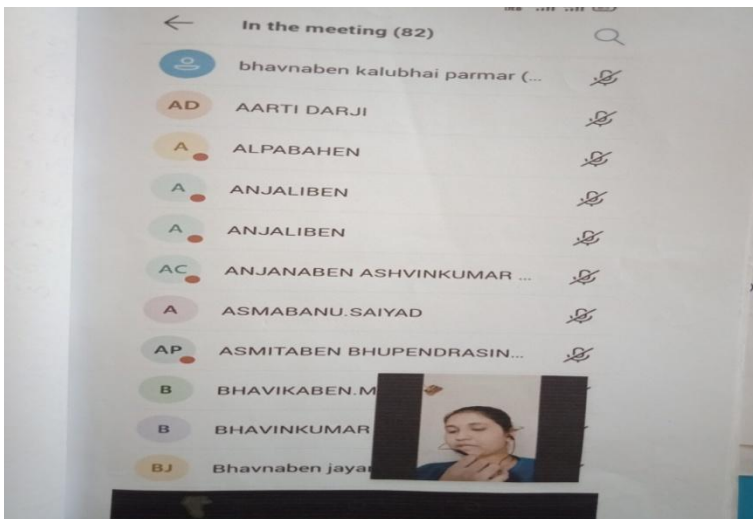 In the meeting (82)
bhavnaben kalubhai parmar (...
AD AARTI DARJI
A ALPABAHEN
A ANJALIBEN
A ANJALIBEN
AC ANJANABEN ASHVINKUMAR ...
A ASMABANU.SAIYAD
AP ASMITABEN BHUPENDRASIN...
B BHAVIKABEN.M
B BHAVINKUMAR
BJ Bhavnaben jaya